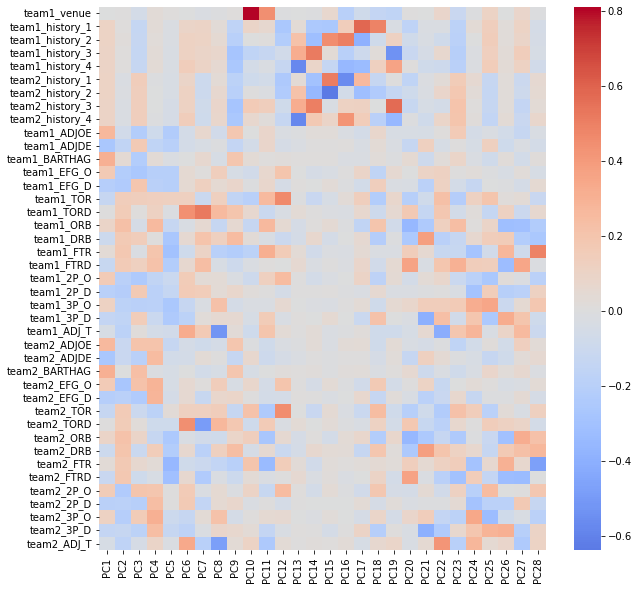 team1_venue
team1_history_1
team1_history_2
team1_history_3
team1_history_4
team2_history_1
team2_history_2
team2_history_3
team2_history_4
team1_ADJOE
team1_ADJDE
team1_BARTHAG
team1_EFG_O
team1_EFG_D
team1_TOR
team1_TORD
team1_ORB
team1_DRB
team1_FTR
team1_FTRD
team1_2P_O
team1_2P_D
team1_3P_O
team1_3P_D
team1_ADJ_T
team2_ADJOE
team2_ADJDE
team2_BARTHAG
team2_EFG_O
team2_EFG_D
team2_TOR
team2_TORD
team2_ORB
team2_DRB
team2_FTR
team2_FTRD
team2_2P_O
team2_2P_D
team2_3P_O
team2_3P_D
team2_ADJ_T
PC1
PC2
PC3
PC4
PC5
PC6
PC7
PC8
PC9
PC10
PC11
PC12
PC13
PC14
PC15
PC16
PC17
PC18
PC19
PC20
PC21
PC22
PC23
PC24
PC25
PC26
PC27
PC28
0.8
0.6
0.4
0.2
0.0
−0.2
−0.4
−0.6